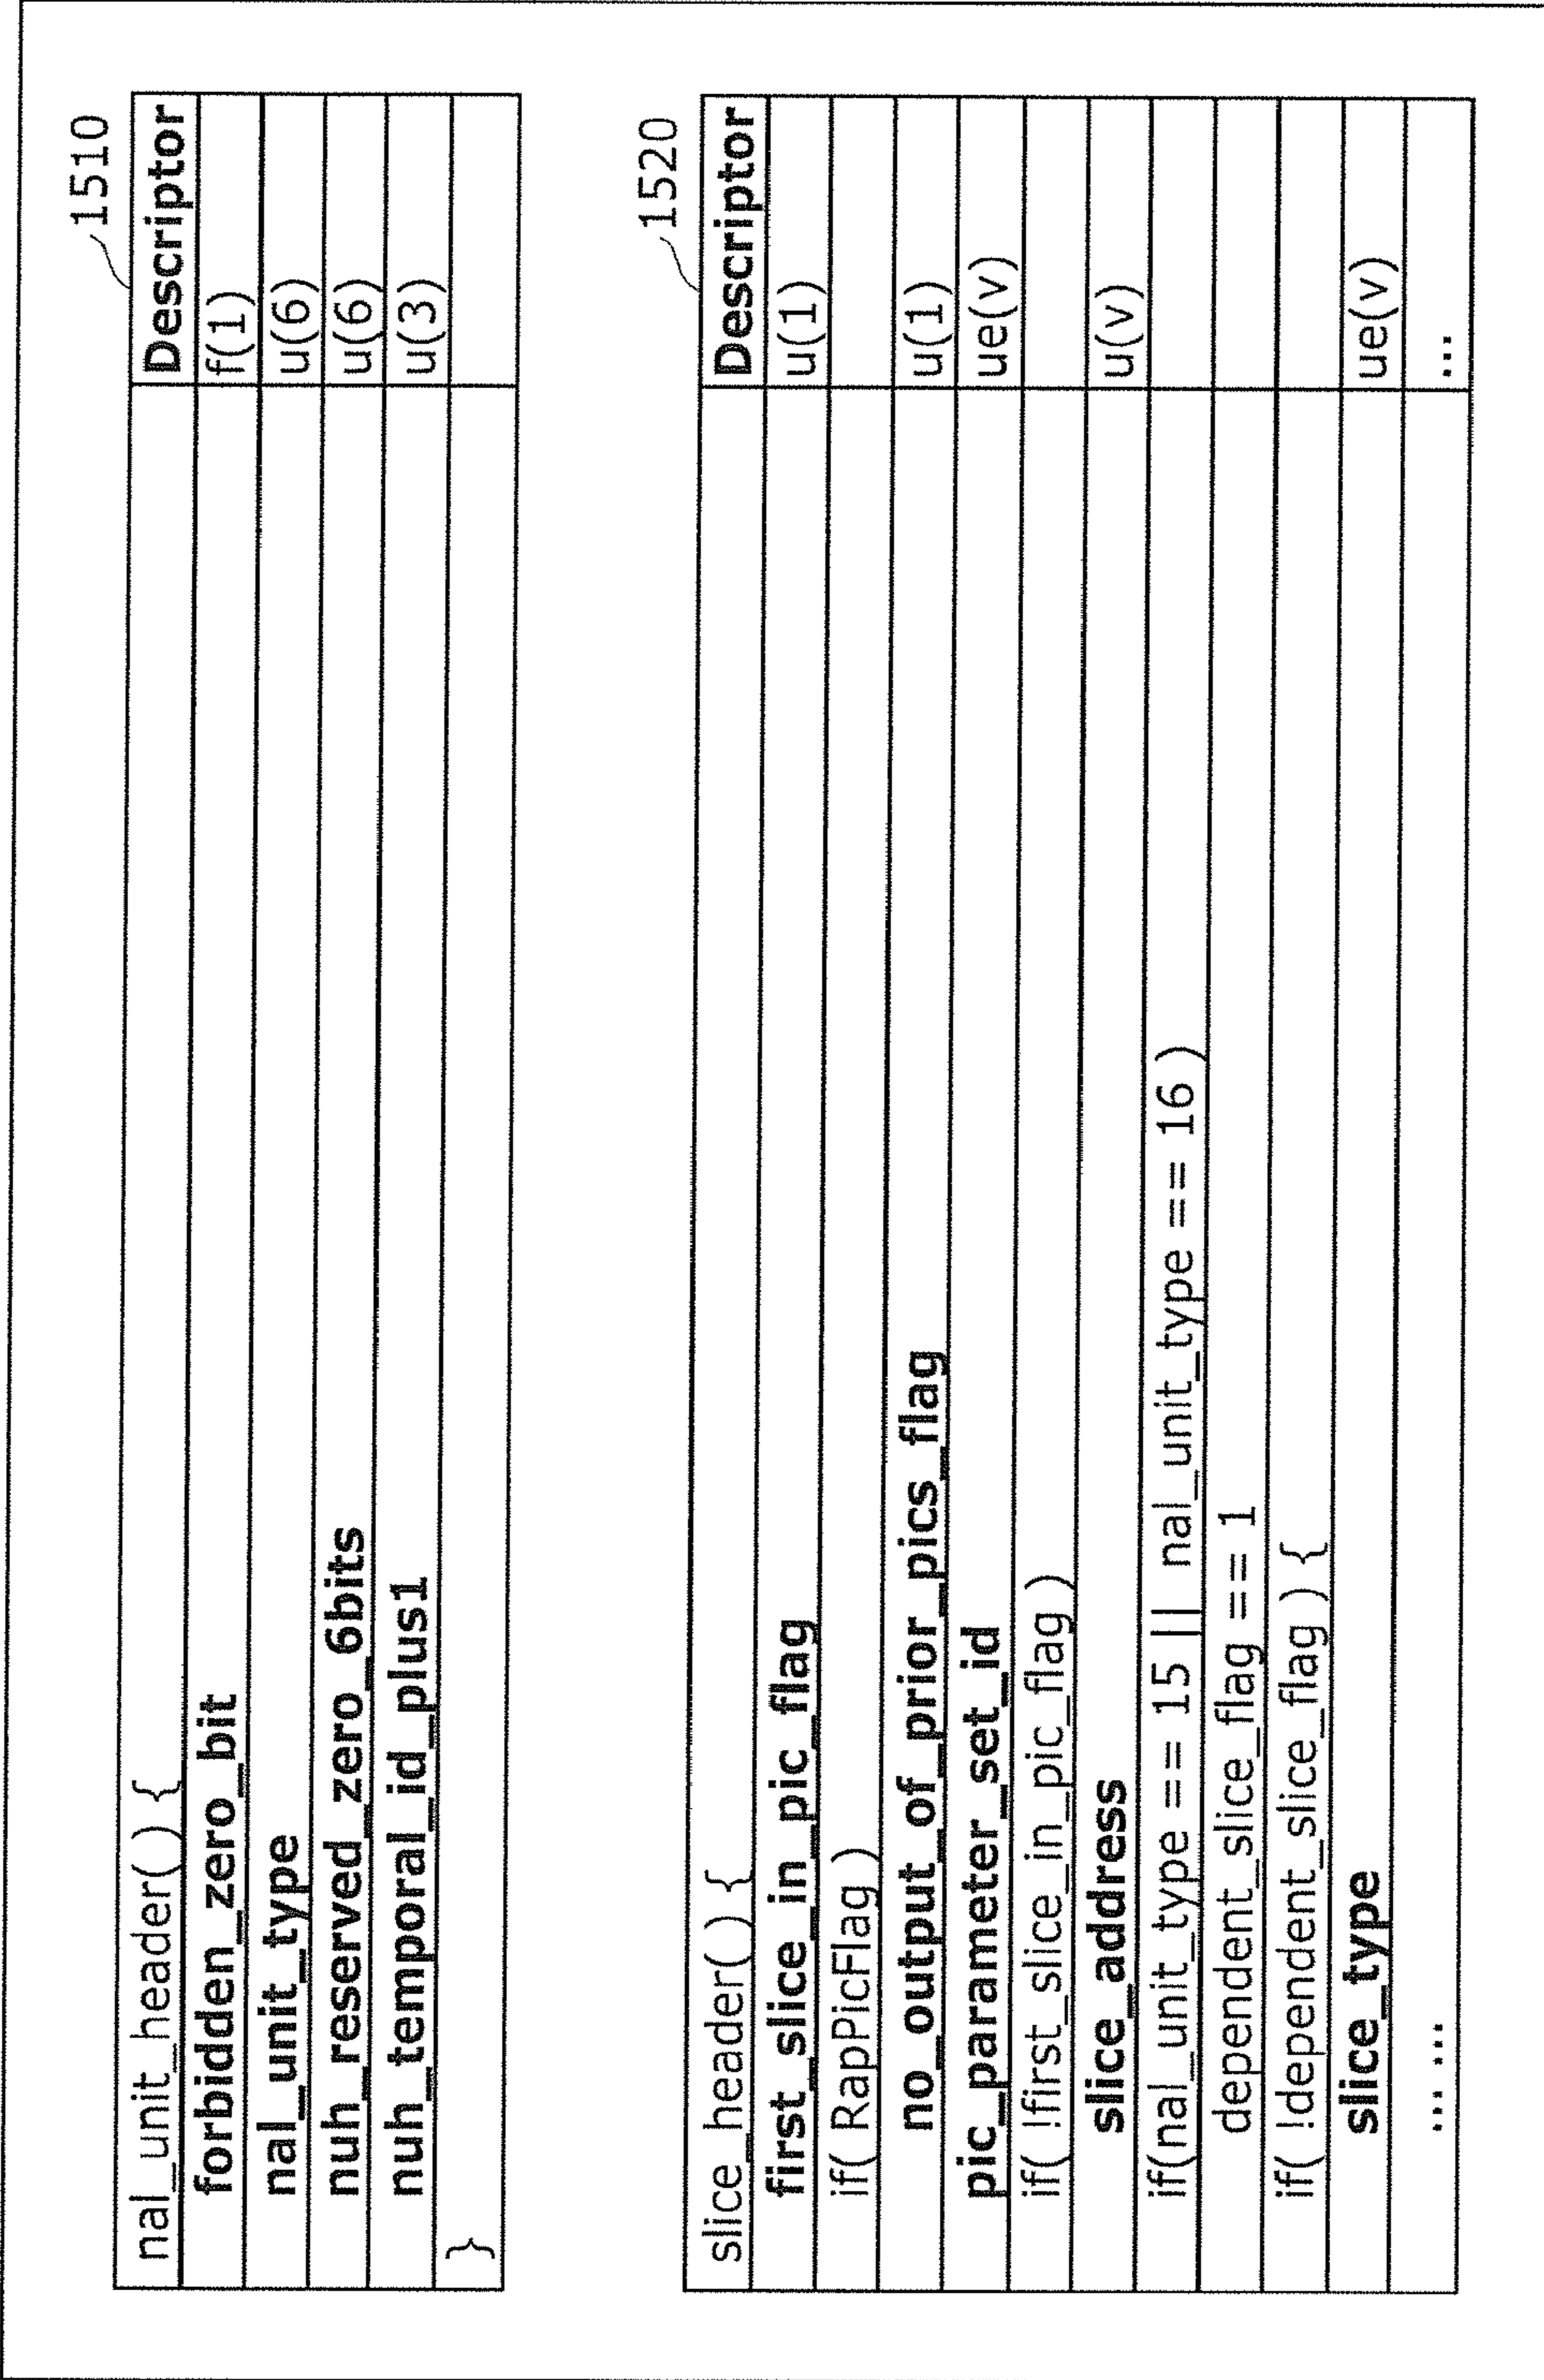 1510
nal_unit_header( ) { Descriptor
forbidden_zero_bit f(1)
nal_unit_type u(6)
nuh_reserved_zero_6bits u(6)
nuh_temporal_id_plus1 u(3)
}
1520
slice_header( ) { Descriptor
first_slice_in_pic_flag u(1)
if( RapPicFlag )
no_output_of_prior_pics_flag u(1)
pic_parameter_set_id ue(v)
if( !first_slice_in_pic_flag )
slice_address u(v)
if(nal_unit_type == 15 || nal_unit_type == 16 )
dependent_slice_flag == 1
if( !dependent_slice_flag ) {
slice_type ue(v)
... ... ...